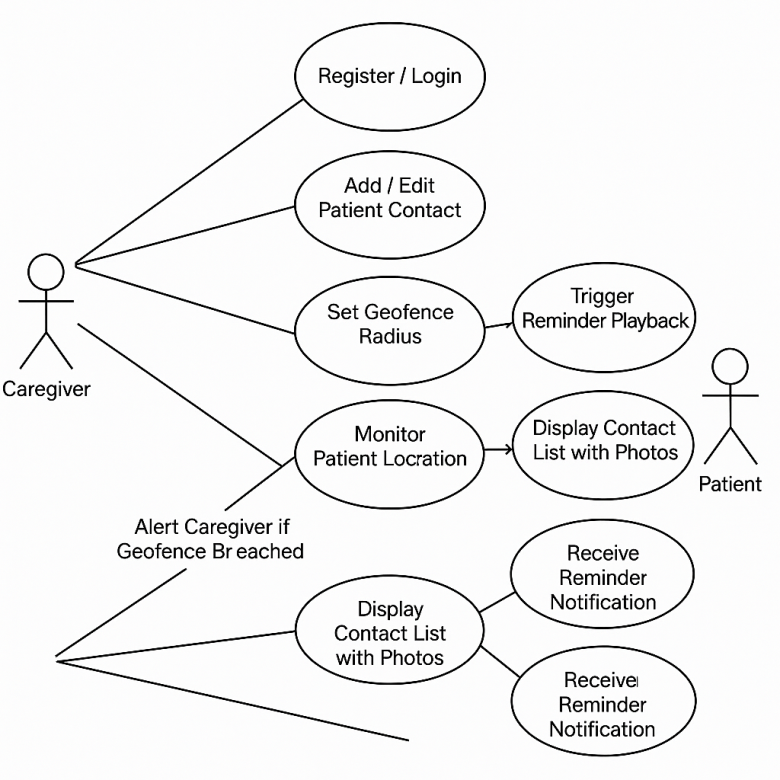 Register / Login
Add / Edit
Patient Contact
Set Geofence
Radius
Trigger
Reminder Playback
Caregiver
Monitor
Patient Locration
Display Contact
List with Photos
Patient
Alert Caregiver if
Geofence Br eached
Receive
Reminder
Notification
Display
Contact List
with Photos
Receive
Reminder
Notification